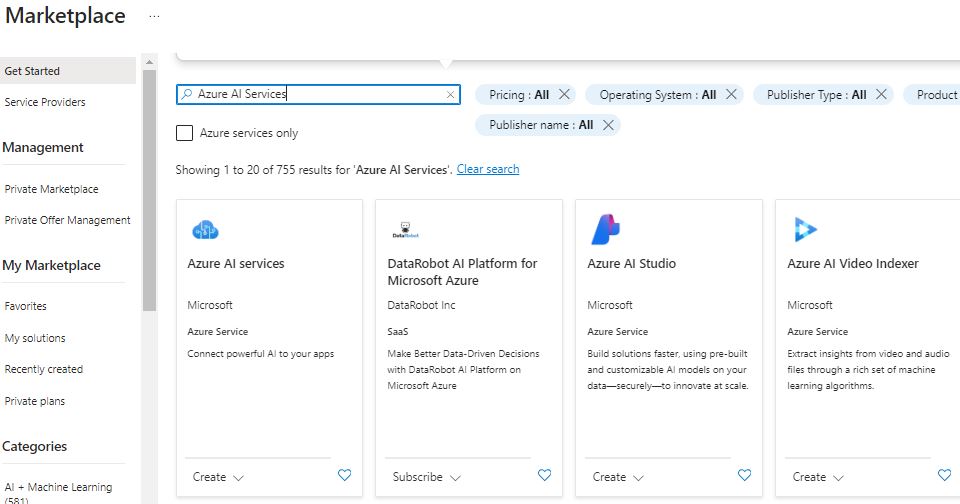 Marketplace ...
Get Started
Service Providers
Management
Private Marketplace
Private Offer Management
My Marketplace
Favorites
My solutions
Recently created
Private plans
Categories
AI + Machine Learning
(581)
Azure AI Services
Pricing : All
Operating System : All
Publisher Type : All
Product
Publisher name : All
Azure services only
Showing 1 to 20 of 755 results for 'Azure AI Services'. Clear search
Azure AI services
Microsoft
Azure Service
Connect powerful AI to your apps
Create
DataRobot
DataRobot AI Platform for
Microsoft Azure
DataRobot Inc
SaaS
Make Better Data-Driven Decisions
with DataRobot AI Platform on
Microsoft Azure
Subscribe
Azure AI Studio
Microsoft
Azure Service
Build solutions faster, using pre-built
and customizable AI models on your
data—securely—to innovate at scale.
Create
Azure AI Video Indexer
Microsoft
Azure Service
Extract insights from video and audio
files through a rich set of machine
learning algorithms.
Create